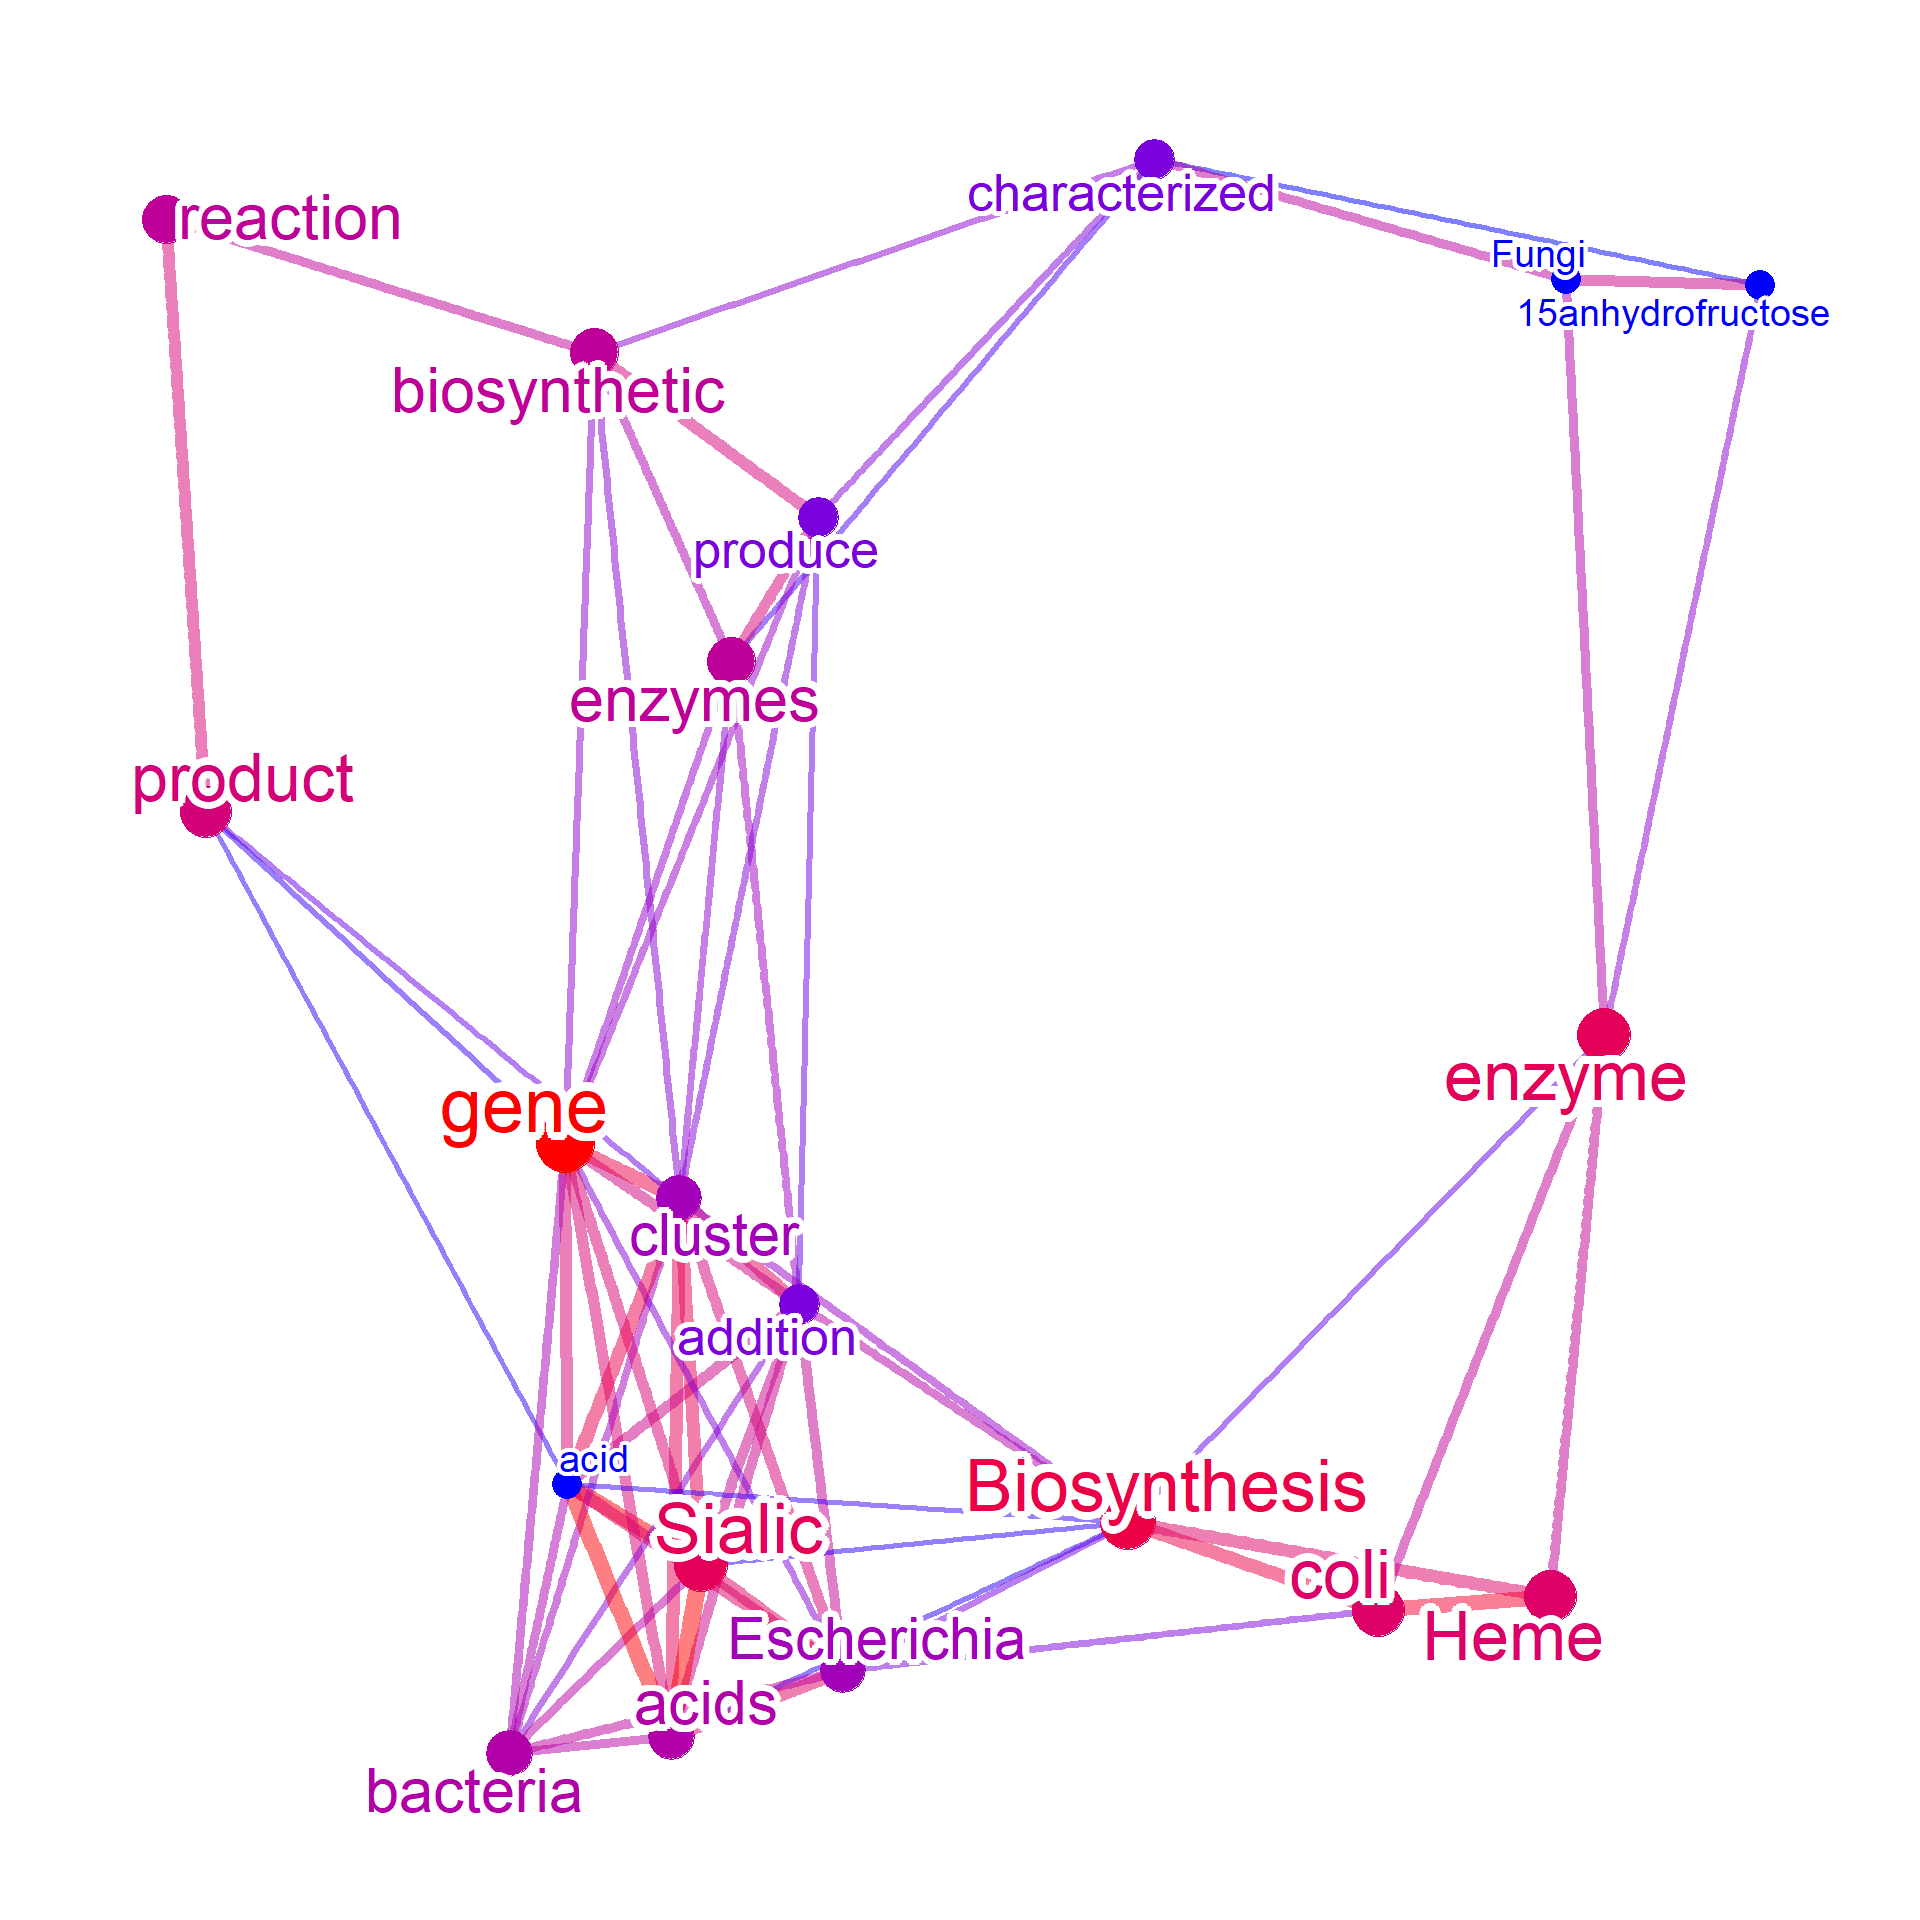 characterized
reaction
Fungi
15anhydrofructose
biosynthetic
produce
enzymes
product
enzyme
gene
cluster
addition
acid
Biosynthesis
Sialic
coli
Escherichia
Heme
acids
bacteria